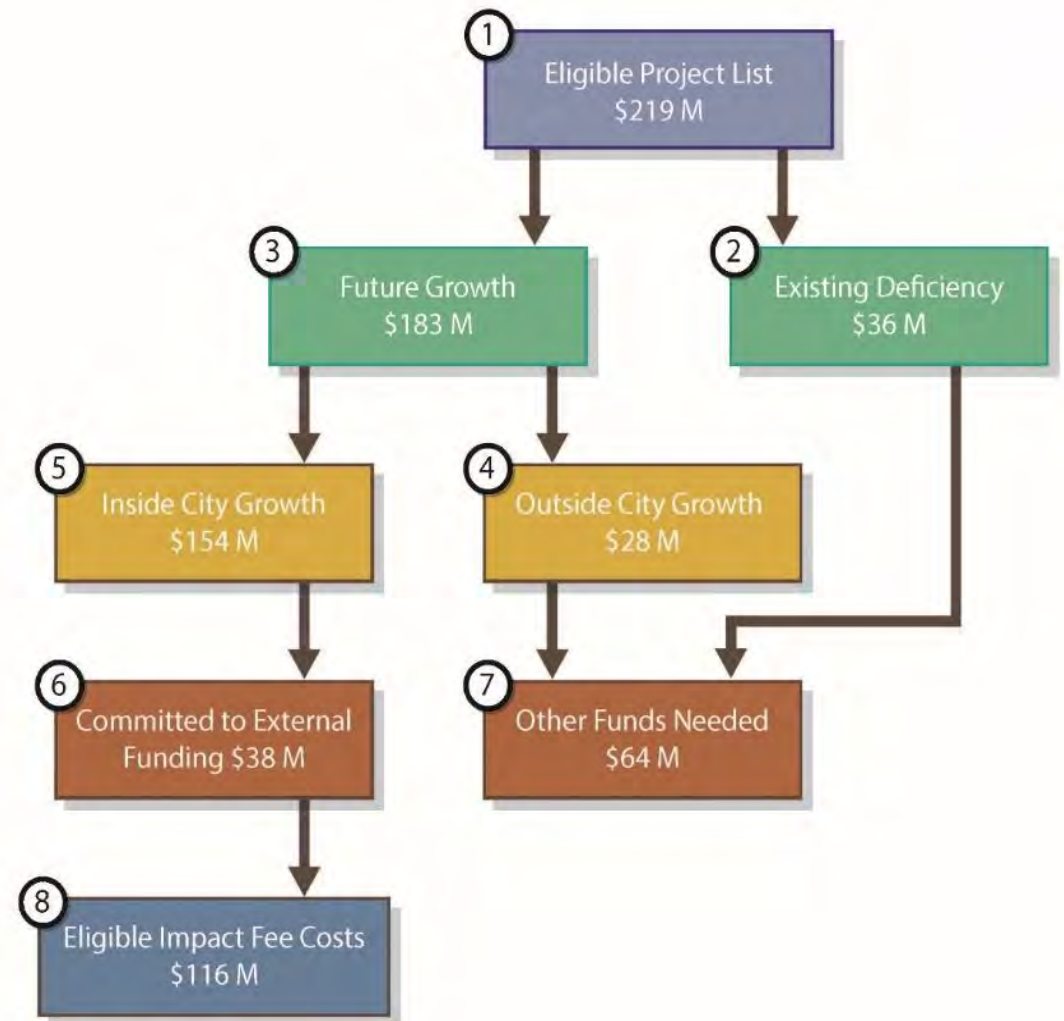 1
Eligible Project List
$219 M
3
Future Growth
$183 M
2
Existing Deficiency
$36 M
5
Inside City Growth
$154 M
4
Outside City Growth
$28 M
6
Committed to External
Funding $38 M
7
Other Funds Needed
$64 M
8
Eligible Impact Fee Costs
$116 M